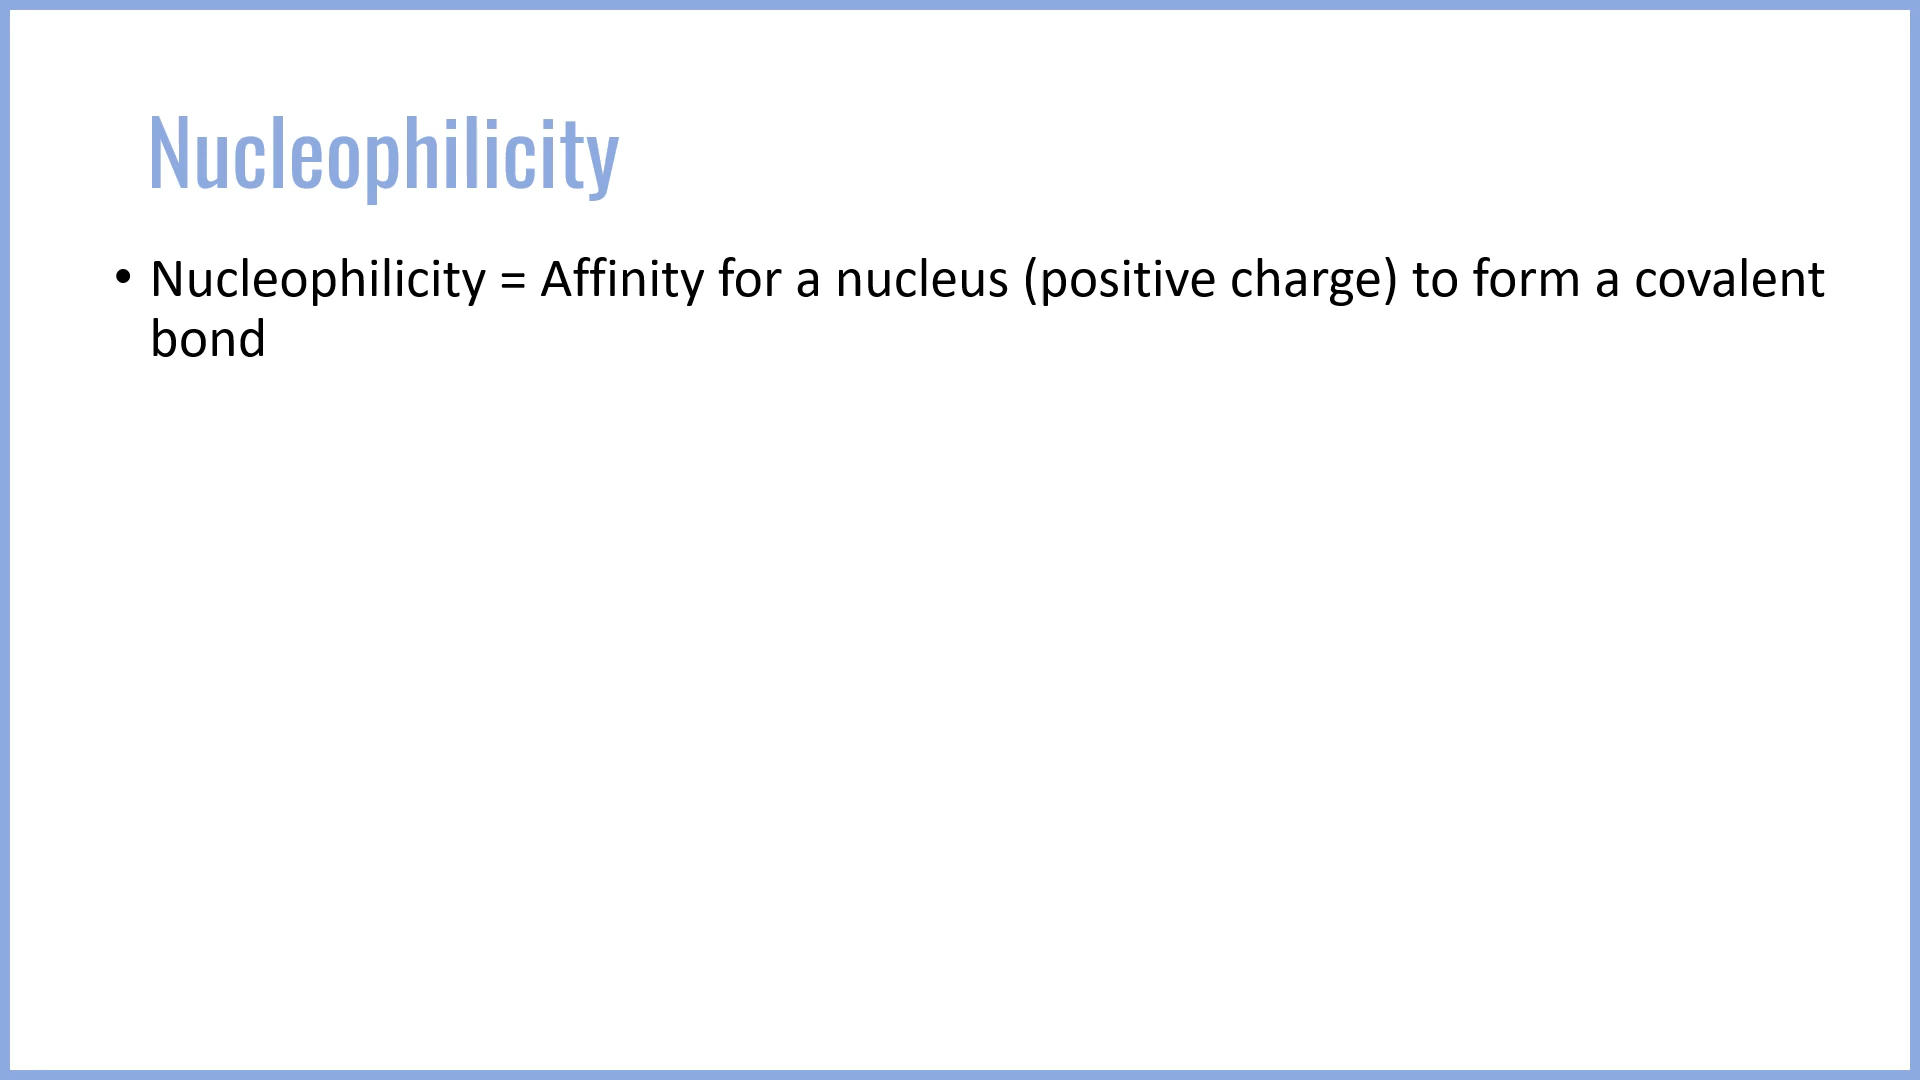 Nucleophilicity
• Nucleophilicity = Affinity for a nucleus (positive charge) to form a covalent
bond